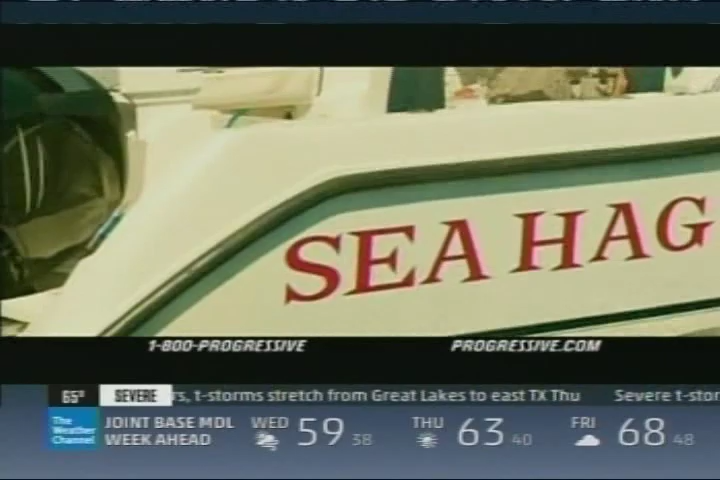 SEA HAG
1-800-PROGRESSIVE PROGRESSIVE.COM
65° SEVERE rs, t-storms stretch from Great Lakes to east TX Thu Severe t-stor
The Weather Channel
JOINT BASE MDL
WEEK AHEAD
WED 59 38 THU 63 40 FRI 68 48